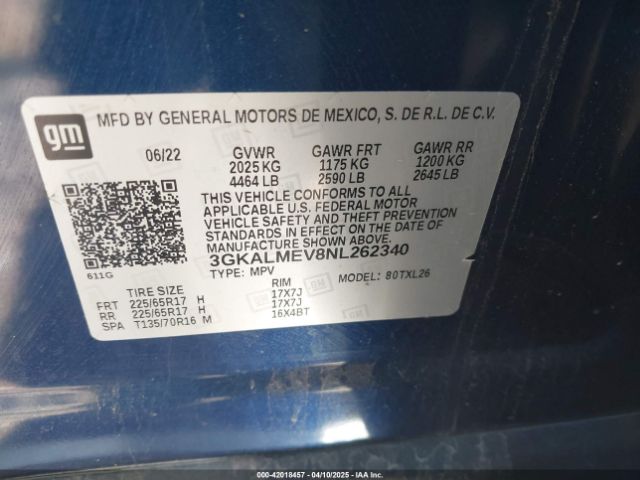 gm
MFD BY GENERAL MOTORS DE MEXICO, S. DE R.L. DE C.V.
06/22 GVWR GAWR FRT GAWR RR
2025 KG 1175 KG 1200 KG
4464 LB 2590 LB 2645 LB
THIS VEHICLE CONFORMS TO ALL
APPLICABLE U.S. FEDERAL MOTOR
VEHICLE SAFETY AND THEFT PREVENTION
STANDARDS IN EFFECT ON THE DATE OF
MANUFACTURE SHOWN ABOVE.
3GKALMEV8NL262340
611G
TYPE: MPV MODEL: 80TXL26
TIRE SIZE RIM
FRT 225/65R17 H 17X7J
RR 225/65R17 H 17X7J
SPA T135/70R16 M 16X4BT
000-42018457 - 04/10/2025 - IAA Inc.